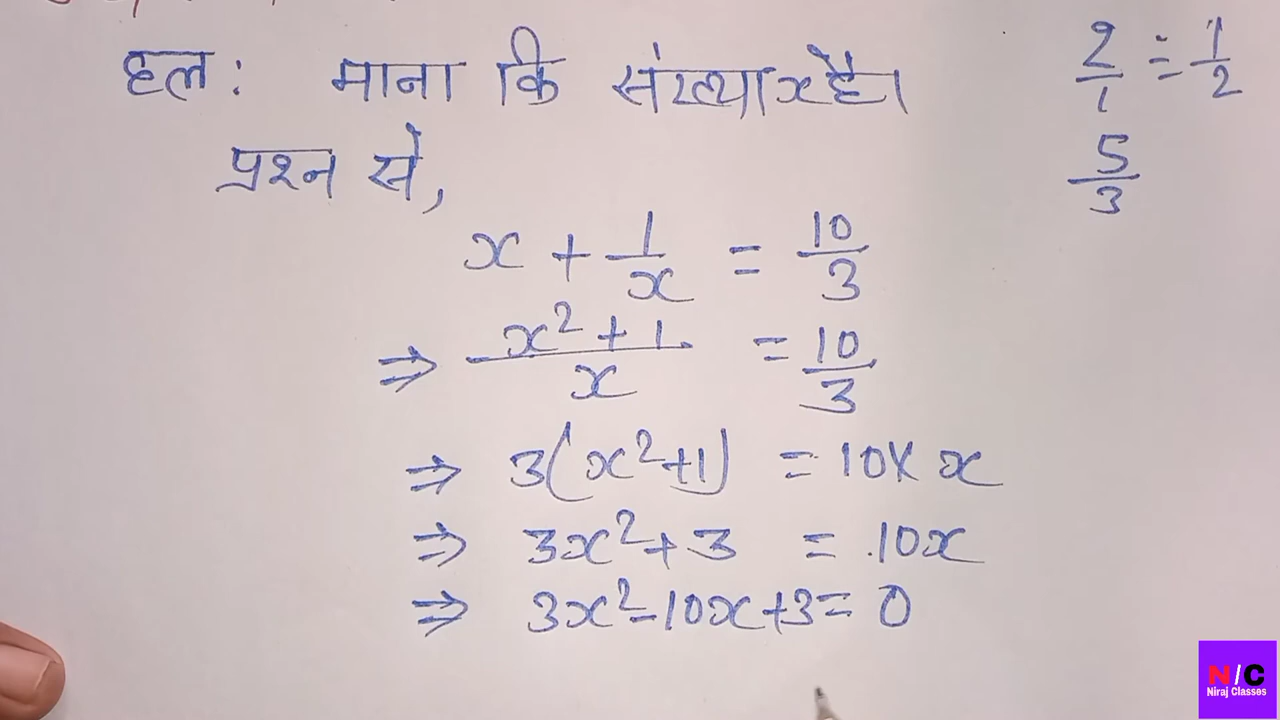 हल: माना कि संख्या x है।
प्रश्न से,
x + 1/x = 10/3
⇒ x² + 1/x = 10/3
⇒ 3(x²+1) = 10 × x
⇒ 3x² + 3 = 10x
⇒ 3x² - 10x + 3 = 0
2/1 = 1/2
5/3
N/C
Niraj Classes